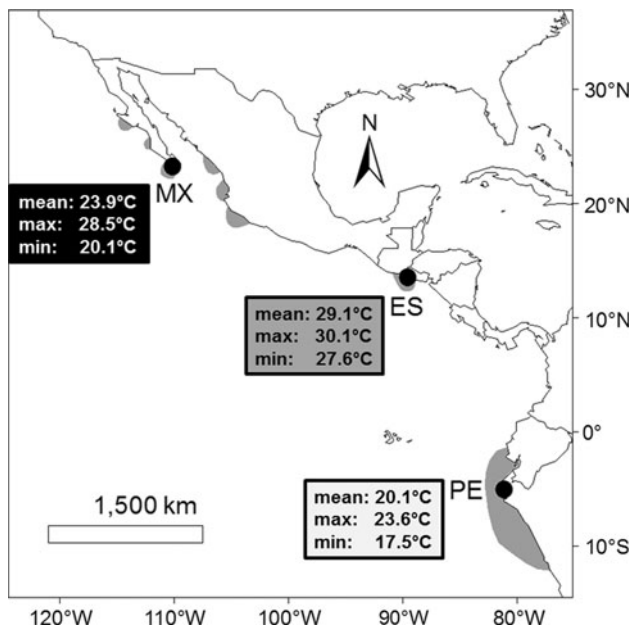 30°N
N
MX
mean: 23.9°C
max: 28.5°C
min: 20.1°C
20°N
ES
mean: 29.1°C
max: 30.1°C
min: 27.6°C
10°N
0°
PE
mean: 20.1°C
max: 23.6°C
min: 17.5°C
1,500 km
10°S
120°W 110°W 100°W 90°W 80°W